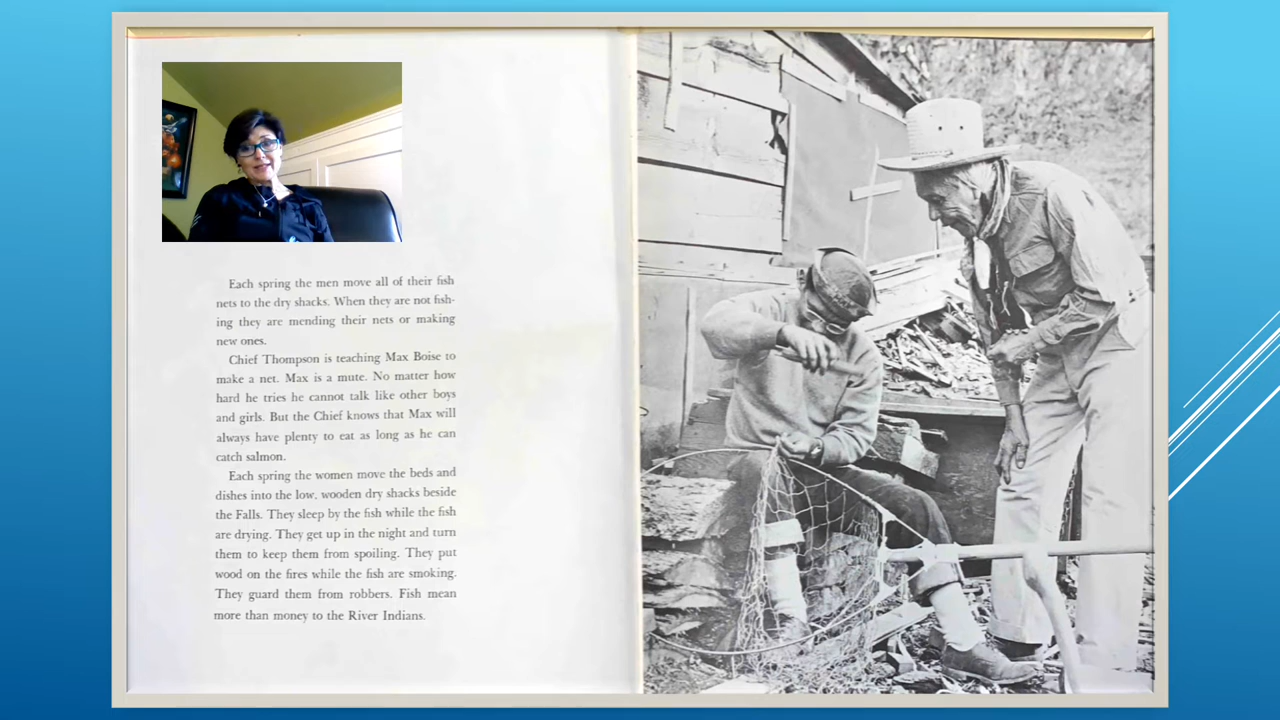 Each spring the men move all of their fish
nets to the dry shacks. When they are not fish-
ing they are mending their nets or making
new ones.
Chief Thompson is teaching Max Boise to
make a net. Max is a mute. No matter how
hard he tries he cannot talk like other boys
and girls. But the Chief knows that Max will
always have plenty to eat as long as he can
catch salmon.
Each spring the women move the beds and
dishes into the low, wooden dry shacks beside
the Falls. They sleep by the fish while the fish
are drying. They get up in the night and turn
them to keep them from spoiling. They put
wood on the fires while the fish are smoking.
They guard them from robbers. Fish mean
more than money to the River Indians.